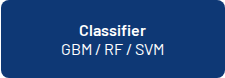 Classifier
GBM / RF / SVM